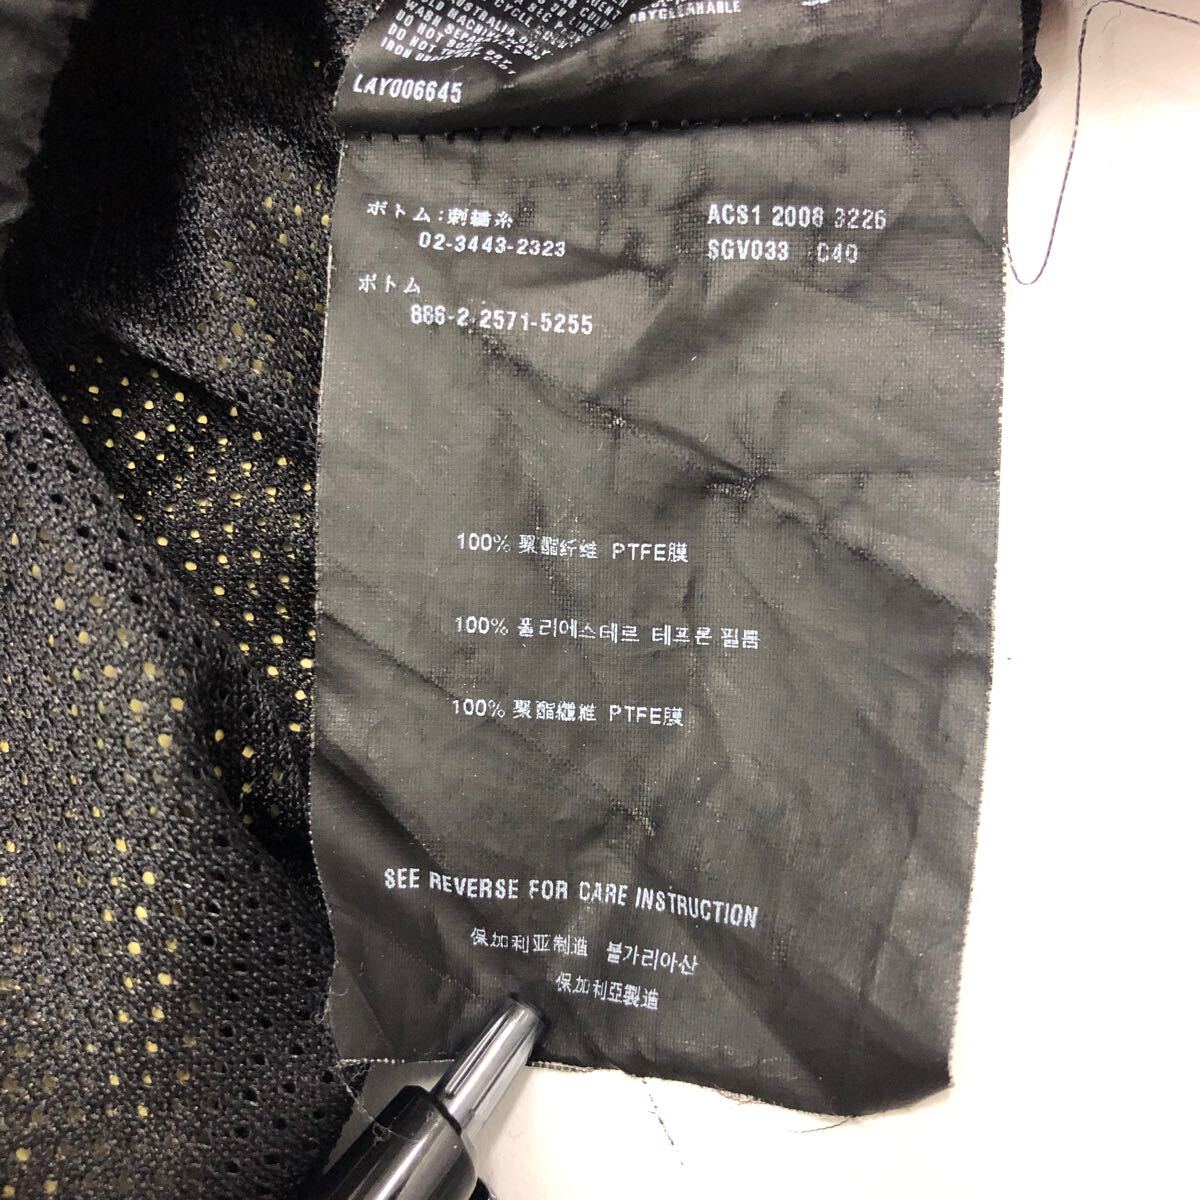 DRYCLEANABLE
AUSTRALIA ONLY
LAY006645
ボトム:刺繍糸
02-3443-2323
ACS1 2008 3226
SGV033 C40
ボトム
886-2-2571-5255
100% 聚酯纤维 PTFE膜
100% 폴리에스테르 테프론 필름
100% 聚酯纖維 PTFE膜
SEE REVERSE FOR CARE INSTRUCTION
保加利亚制造 불가리아산
保加利亞製造